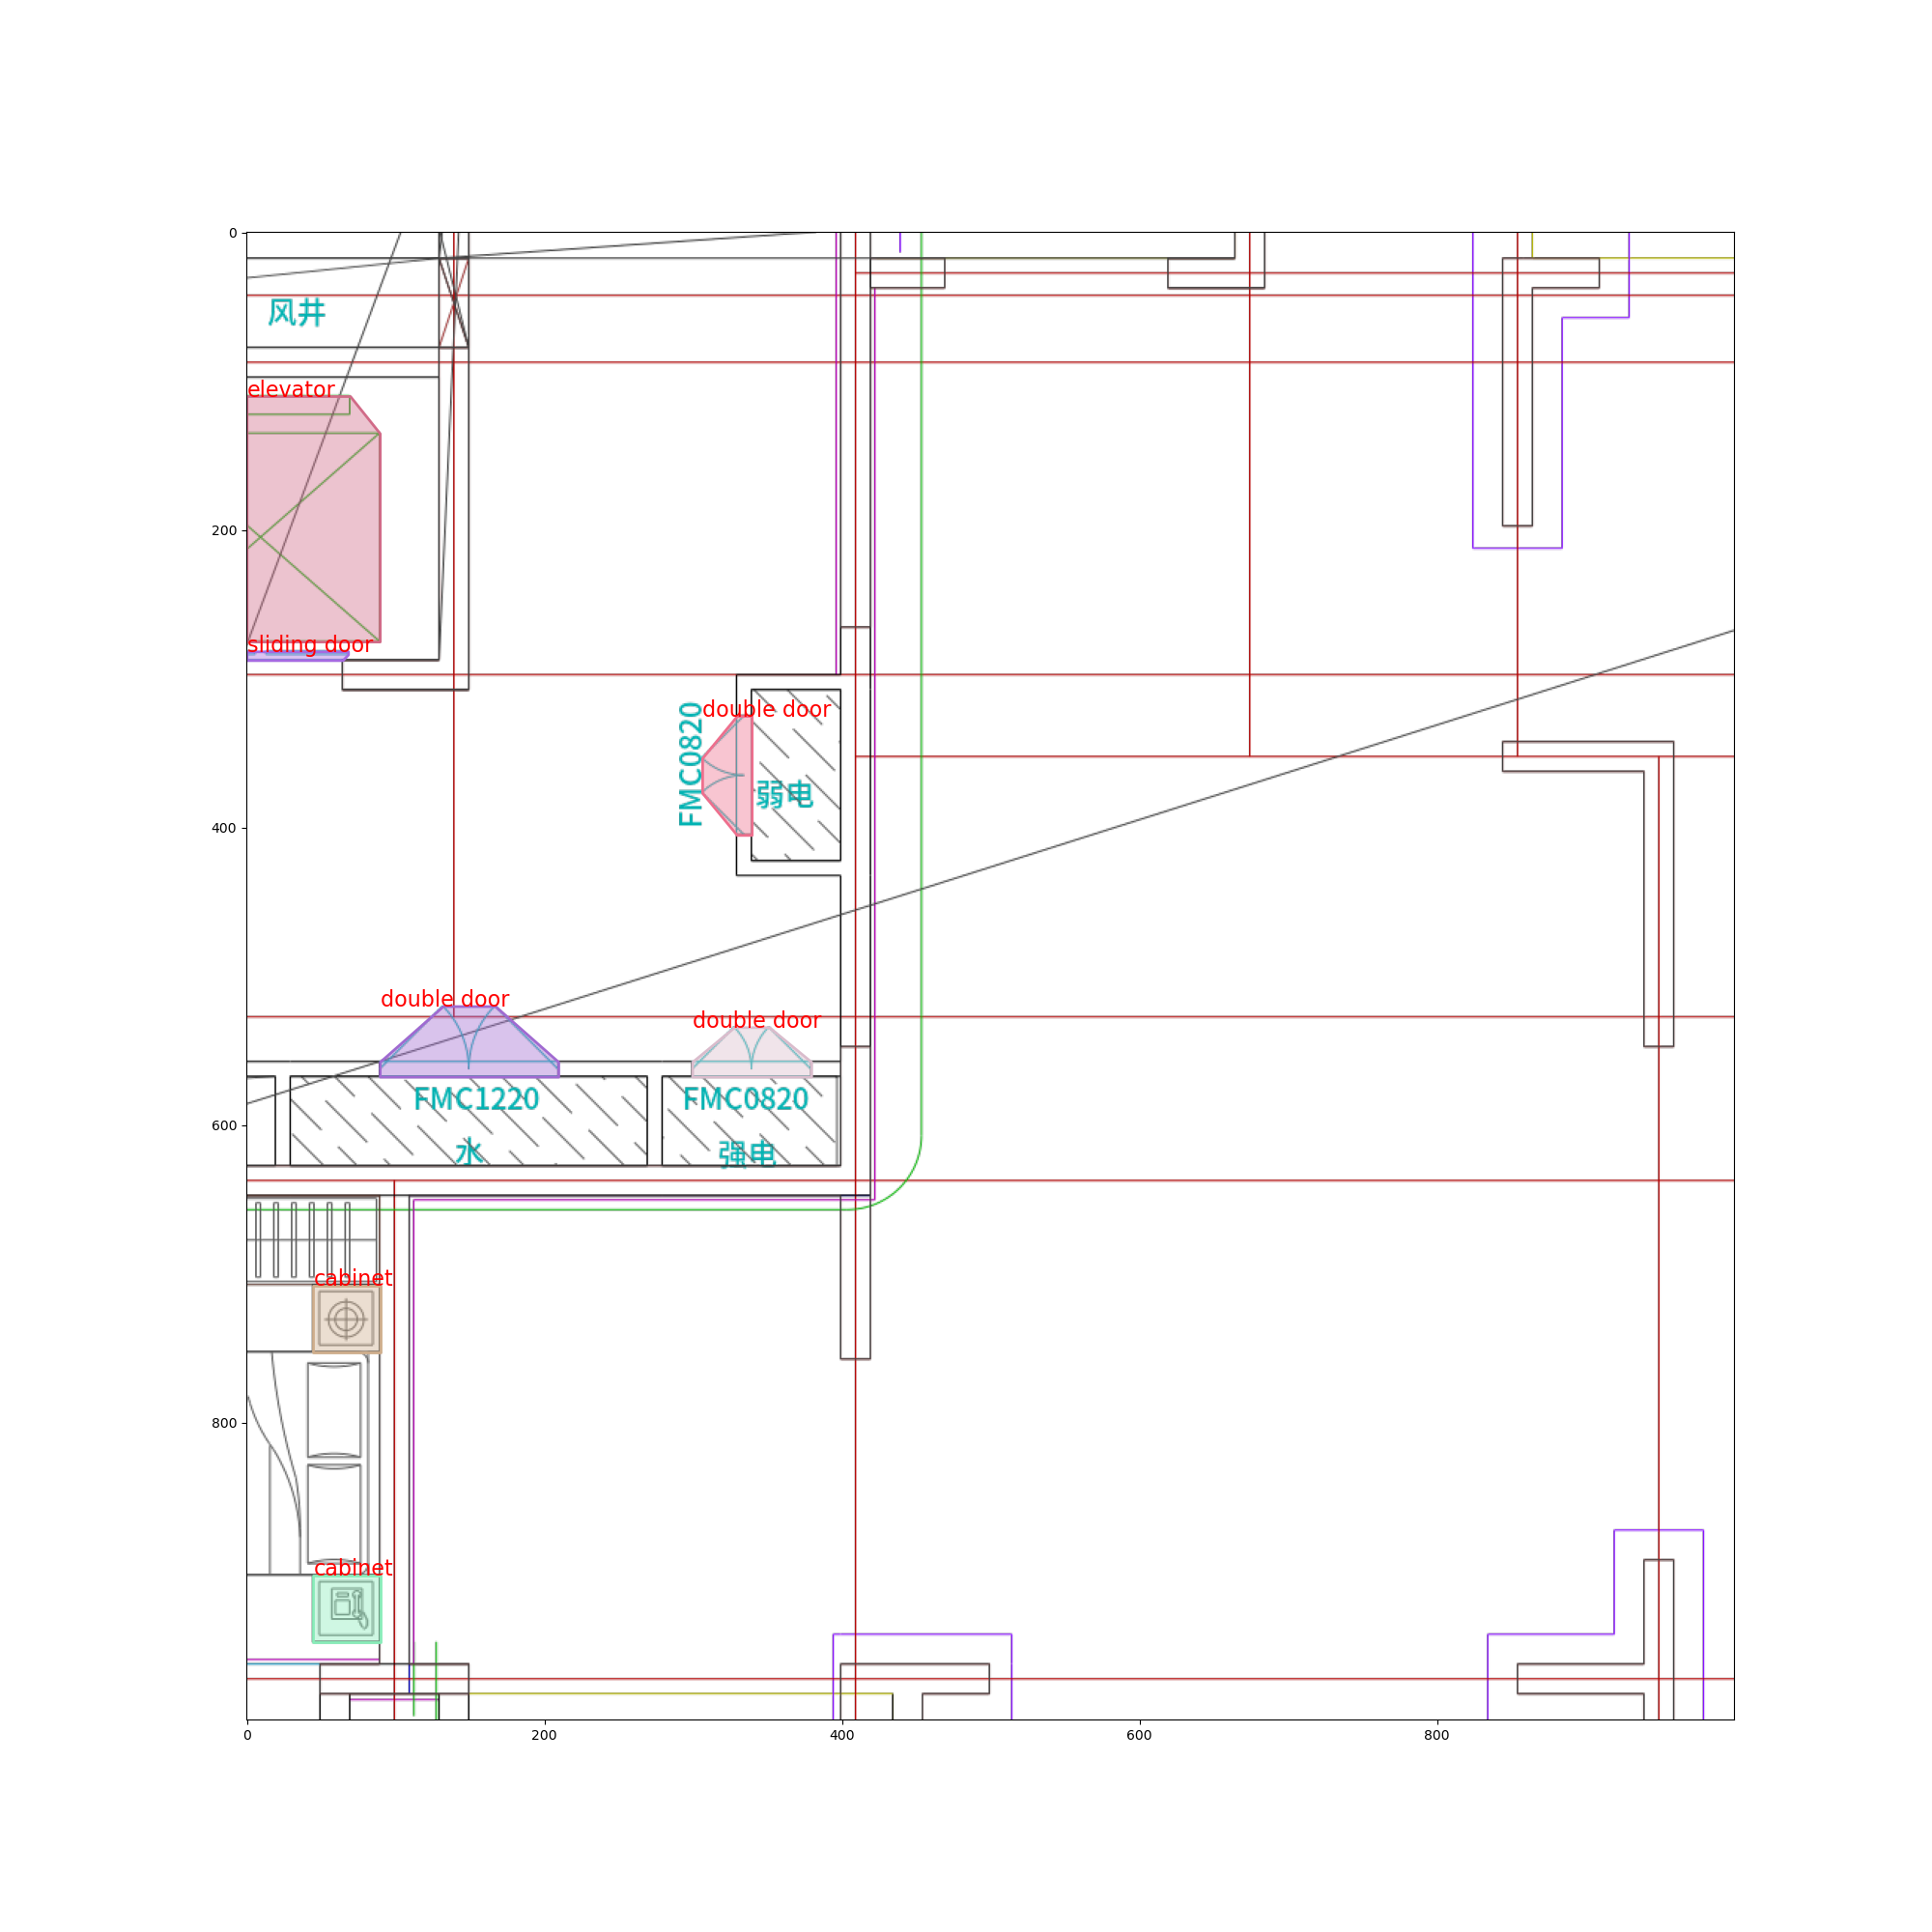 0
风井
elevator
200
sliding door
double door
FMC0820
弱电
400
double door
double door
FMC1220
FMC0820
600
水
强电
cabinet
800
cabinet
0
200
400
600
800